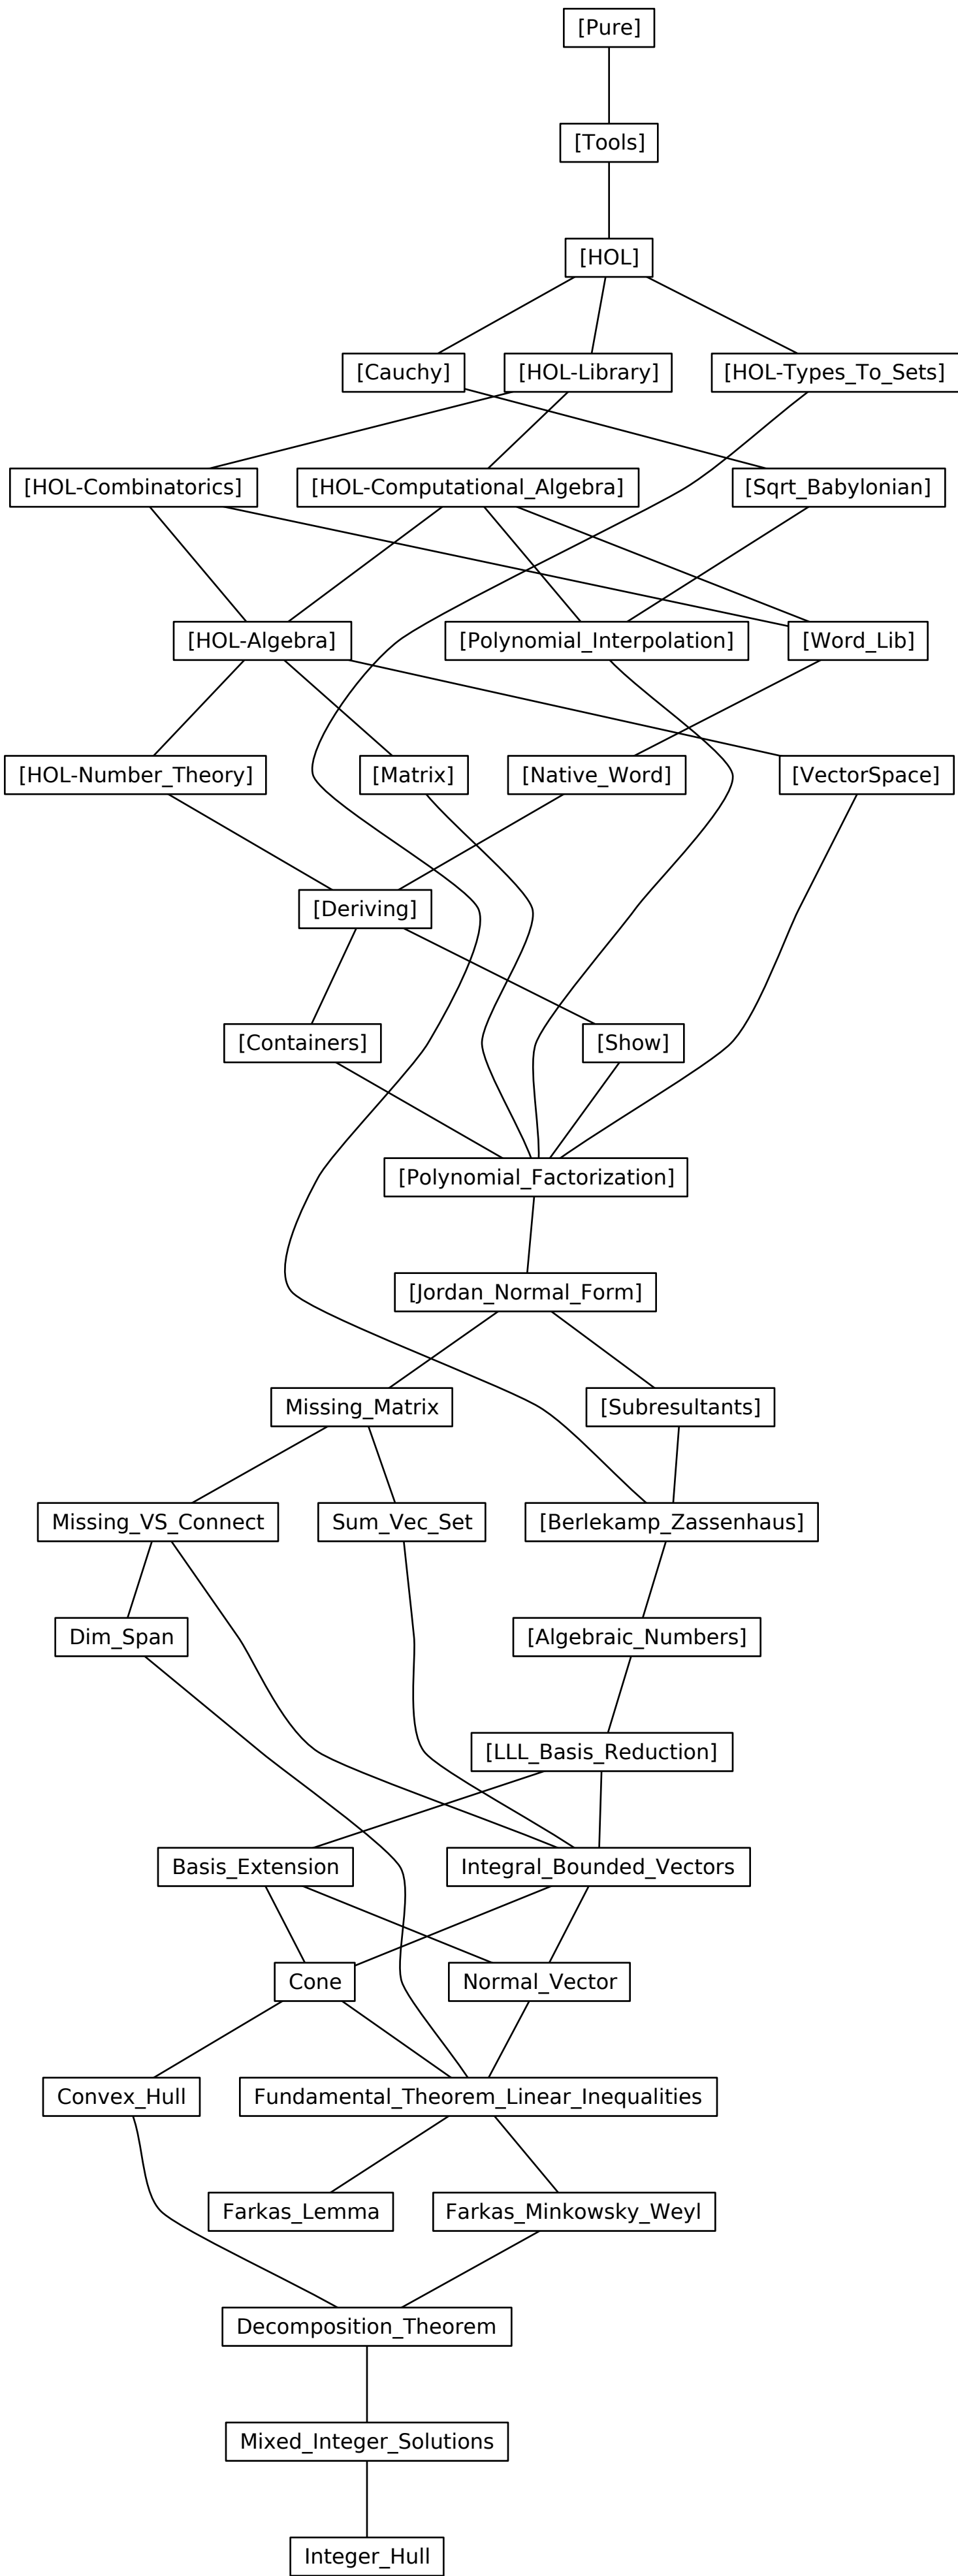 [Pure]
[Tools]
[HOL]
[Cauchy]
[HOL-Library]
[HOL-Types_To_Sets]
[HOL-Combinatorics]
[HOL-Computational_Algebra]
[Sqrt_Babylonian]
[HOL-Algebra]
[Polynomial_Interpolation]
[Word_Lib]
[HOL-Number_Theory]
[Matrix]
[Native_Word]
[VectorSpace]
[Deriving]
[Containers]
[Show]
[Polynomial_Factorization]
[Jordan_Normal_Form]
Missing_Matrix
[Subresultants]
Missing_VS_Connect
Sum_Vec_Set
[Berlekamp_Zassenhaus]
Dim_Span
[Algebraic_Numbers]
[LLL_Basis_Reduction]
Basis_Extension
Integral_Bounded_Vectors
Cone
Normal_Vector
Convex_Hull
Fundamental_Theorem_Linear_Inequalities
Farkas_Lemma
Farkas_Minkowsky_Weyl
Decomposition_Theorem
Mixed_Integer_Solutions
Integer_Hull